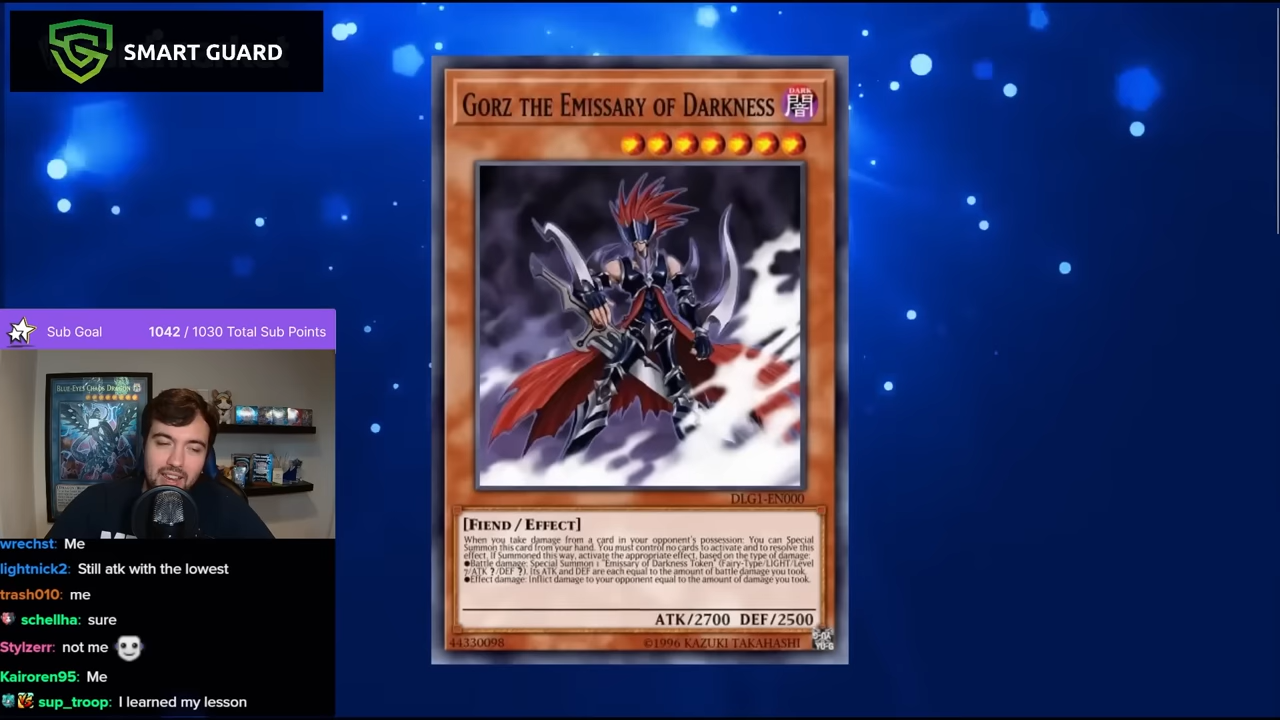 SMART GUARD
GORZ THE EMISSARY OF DARKNESS
DARK
闇
DLG1-EN000
[FIEND / EFFECT]
When you take damage from a card in your opponent's possession: You can Special
Summon this card from your hand. You must control no cards to activate and to resolve this
effect. If Summoned this way, activate the appropriate effect, based on the type of damage:
●Battle damage: Special Summon 1 "Emissary of Darkness Token" (Fairy-Type/LIGHT/Level
7/ATK ?/DEF ?). Its ATK and DEF are each equal to the amount of battle damage you took.
●Effect damage: Inflict damage to your opponent equal to the amount of damage you took.
ATK/2700 DEF/2500
44330098
©1996 KAZUKI TAKAHASHI
Sub Goal 1042 / 1030 Total Sub Points
BLUE-EYES CHAOS DRAGON
wrechst: Me
lightnick2: Still atk with the lowest
trash010: me
schellha: sure
Stylzerr: not me
Kairoren95: Me
sup_troop: I learned my lesson